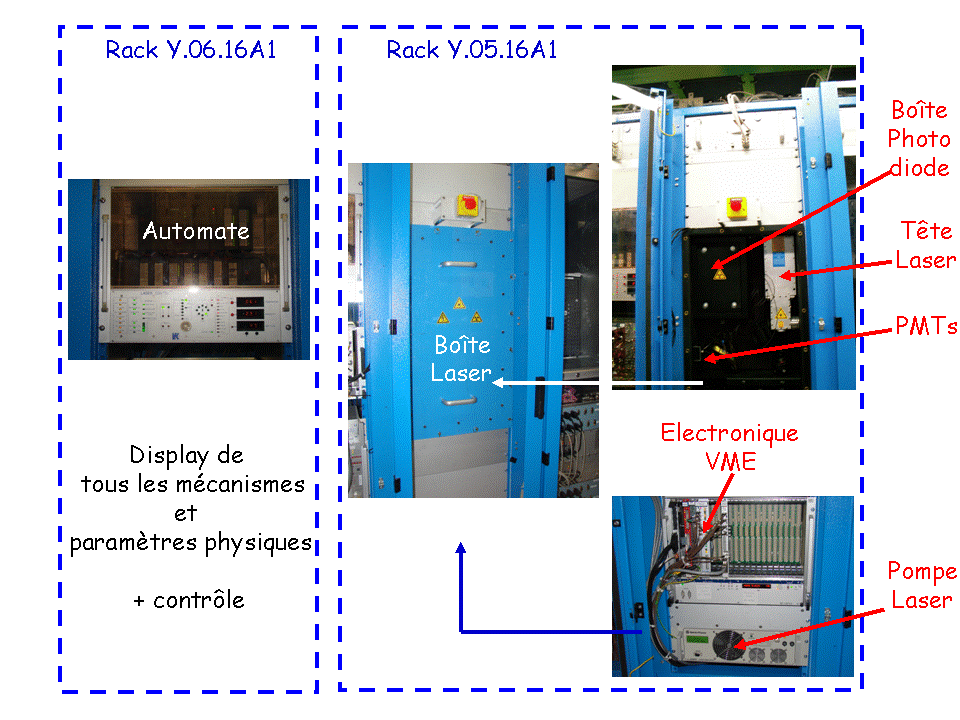 Rack Y.06.16A1
Rack Y.05.16A1
Automate
Display de
tous les mécanismes
et
paramètres physiques
+ contrôle
Boîte
Laser
Boîte
Photo
diode
Tête
Laser
PMTs
Electronique
VME
Pompe
Laser